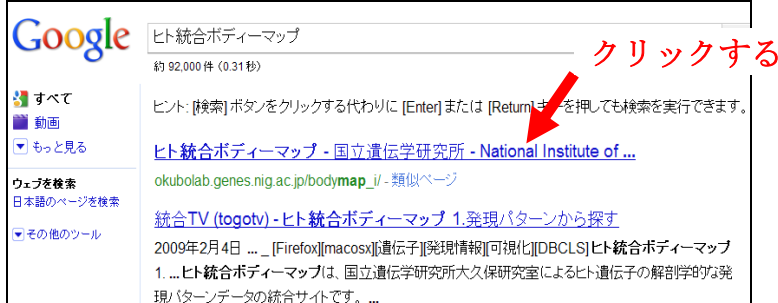 Google
ヒト統合ボディーマップ
約 92,000 件 (0.31 秒)
クリックする
すべて
動画
もっと見る
ウェブを検索
日本語のページを検索
その他のツール
ヒント: [検索] ボタンをクリックする代わりに [Enter] または [Return] キーを押しても検索を実行できます。
ヒト統合ボディーマップ - 国立遺伝学研究所 - National Institute of ...
okubolab.genes.nig.ac.jp/bodymap_i/ - 類似ページ
統合TV (togotv) - ヒト統合ボディーマップ 1.発現パターンから探す
2009年2月4日 ... _ [Firefox][macosx][遺伝子][発現情報][可視化][DBCLS]ヒト統合ボディーマップ
1. ...ヒト統合ボディーマップは、国立遺伝学研究所大久保研究室によるヒト遺伝子の解剖学的な発
現パターンデータの統合サイトです。 ...